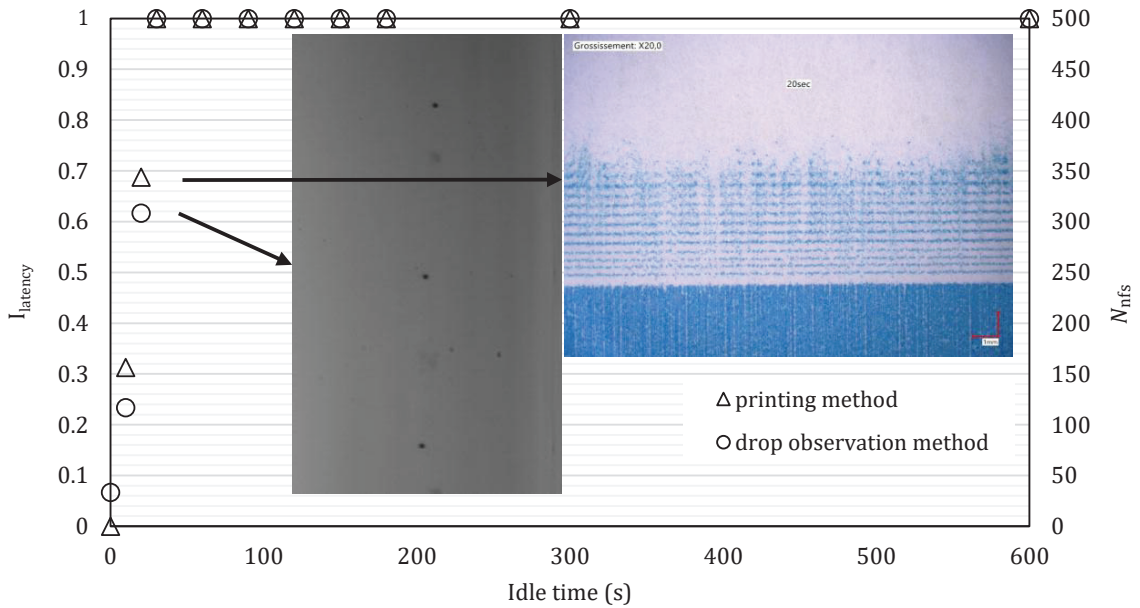 1
0.9
0.8
0.7
0.6
0.5
0.4
0.3
0.2
0.1
0
I_latency
500
450
400
350
300
250
200
150
100
50
0
N_nfs
Grossissement: X20,0
20sec
1mm
printing method
drop observation method
0 100 200 300 400 500 600
Idle time (s)